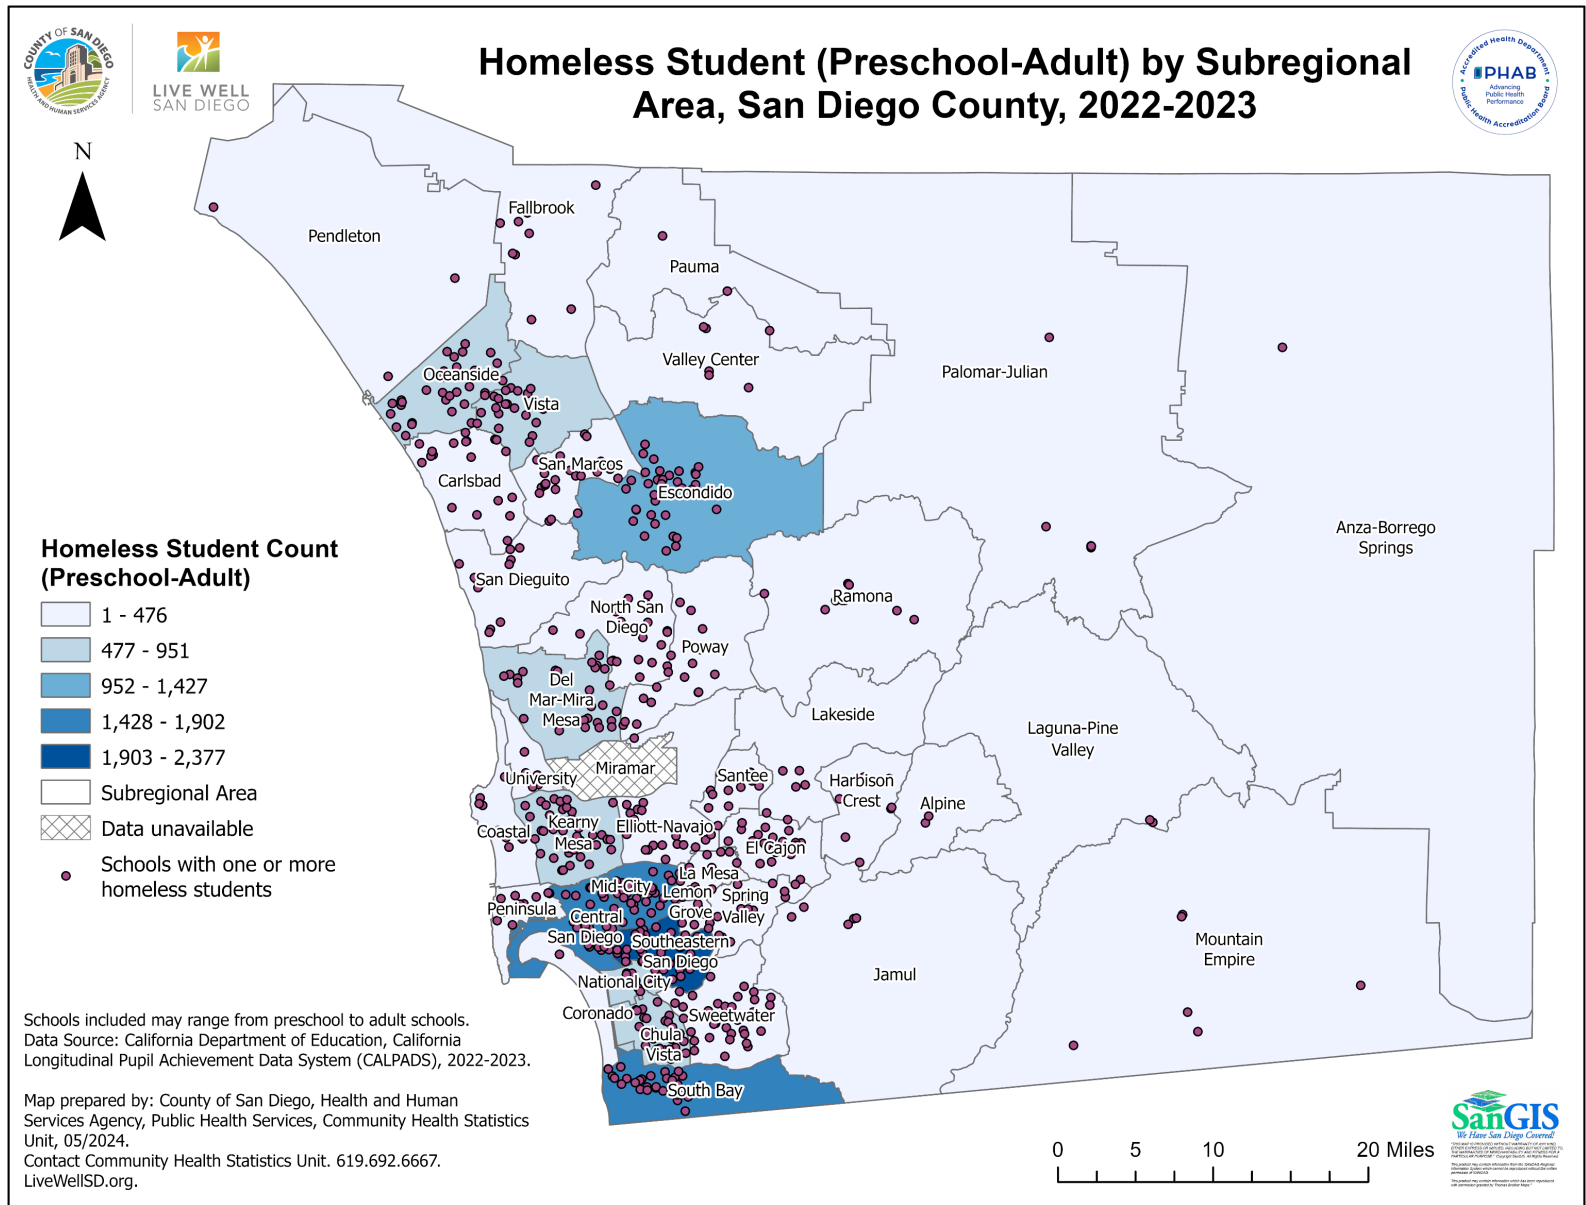 COUNTY OF SAN DIEGO
HEALTH AND HUMAN SERVICES AGENCY
LIVE WELL
SAN DIEGO
Homeless Student (Preschool-Adult) by Subregional
Area, San Diego County, 2022-2023
Accredited Health Department
PHAB
Advancing
Public Health
Performance
Public Health Accreditation Board
N
Fallbrook
Pendleton
Pauma
Valley Center
Palomar-Julian
Oceanside
Vista
San Marcos
Carlsbad
Escondido
Anza-Borrego
Springs
San Dieguito
North San
Diego
Ramona
Poway
Del
Mar-Mira
Mesa
Lakeside
Laguna-Pine
Valley
University
Miramar
Santee
Harbison
Crest
Alpine
Coastal
Kearny
Mesa
Elliott-Navajo
El Cajon
La Mesa
Mid-City
Lemon
Grove
Spring
Valley
Peninsula
Central
San Diego
Southeastern
San Diego
National City
Coronado
Sweetwater
Chula
Vista
South Bay
Jamul
Mountain
Empire
Homeless Student Count
(Preschool-Adult)
1 - 476
477 - 951
952 - 1,427
1,428 - 1,902
1,903 - 2,377
Subregional Area
Data unavailable
Schools with one or more
homeless students
Schools included may range from preschool to adult schools.
Data Source: California Department of Education, California
Longitudinal Pupil Achievement Data System (CALPADS), 2022-2023.
Map prepared by: County of San Diego, Health and Human
Services Agency, Public Health Services, Community Health Statistics
Unit, 05/2024.
Contact Community Health Statistics Unit. 619.692.6667.
LiveWellSD.org.
0 5 10 20 Miles
SanGIS
We Have San Diego Covered!